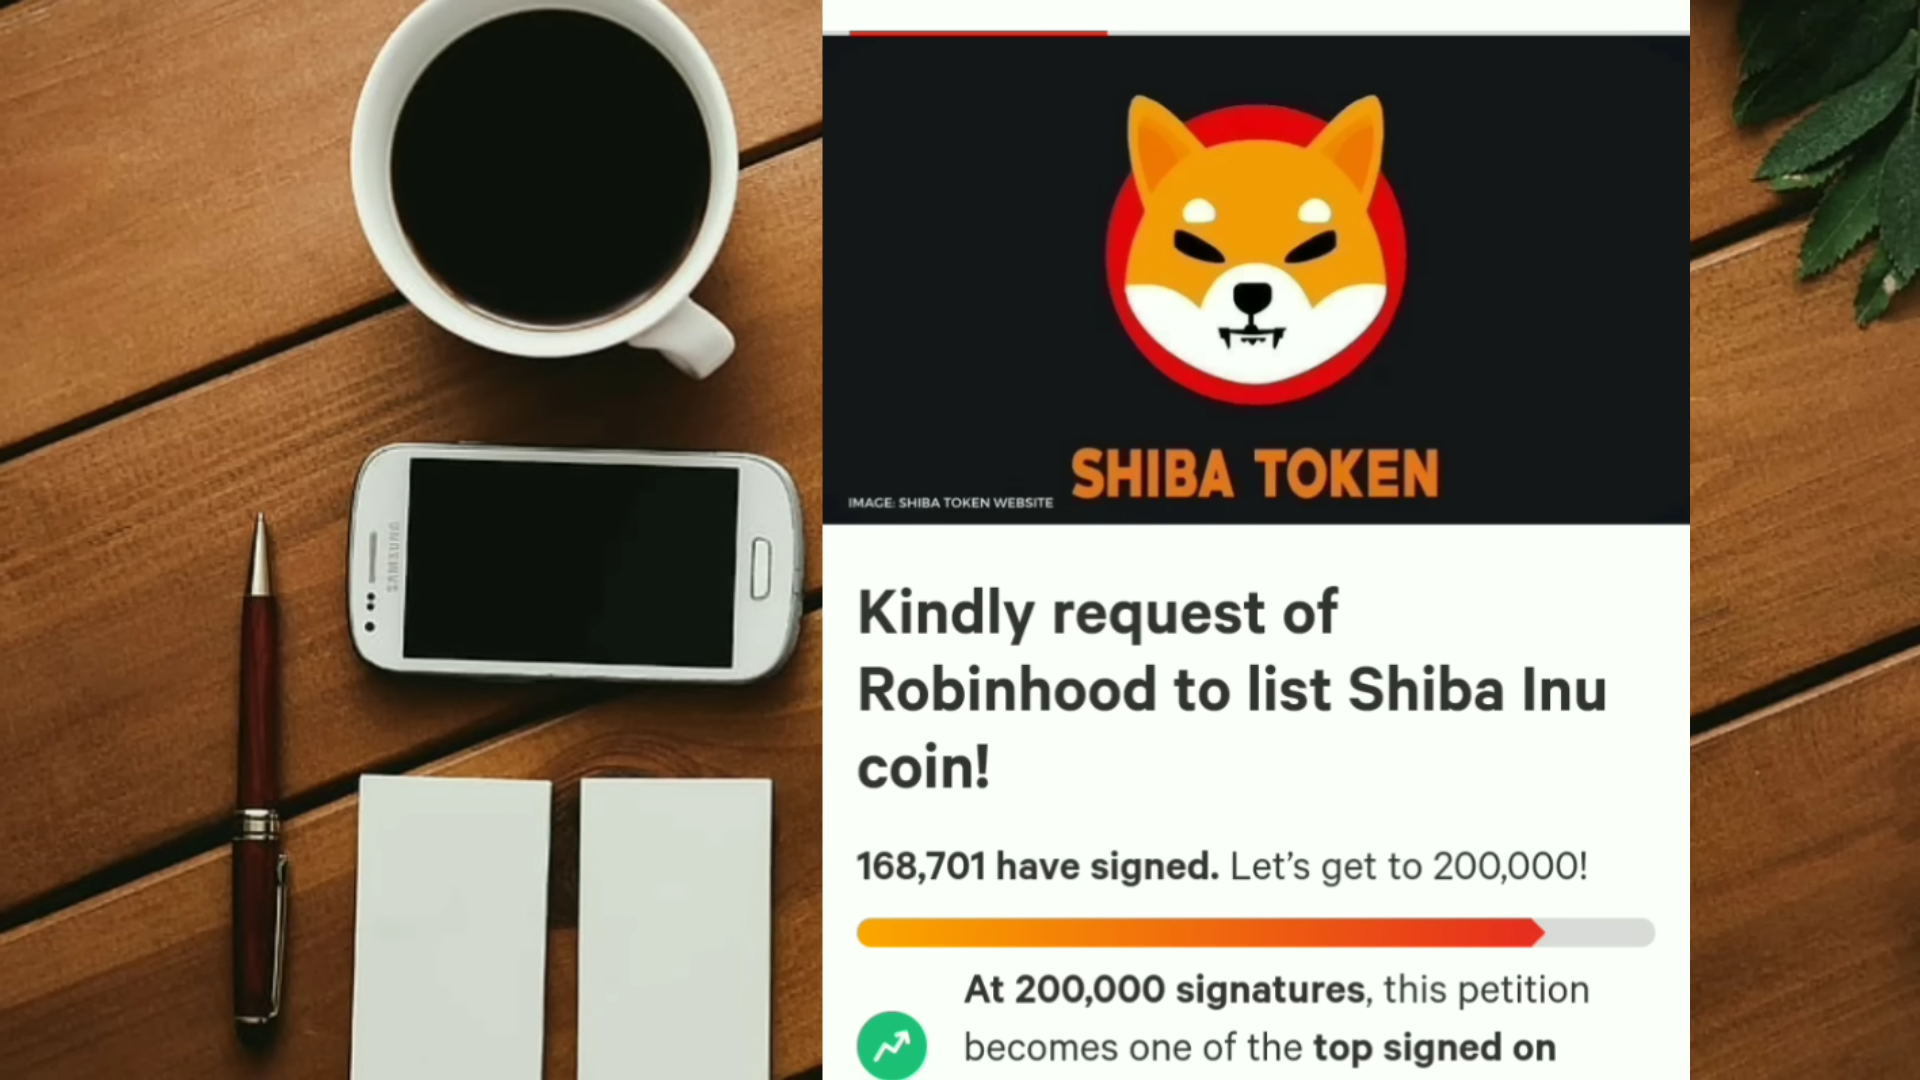 SAMSUNG
SHIBA TOKEN
IMAGE: SHIBA TOKEN WEBSITE
Kindly request of
Robinhood to list Shiba Inu
coin!
168,701 have signed. Let's get to 200,000!
At 200,000 signatures, this petition
becomes one of the top signed on